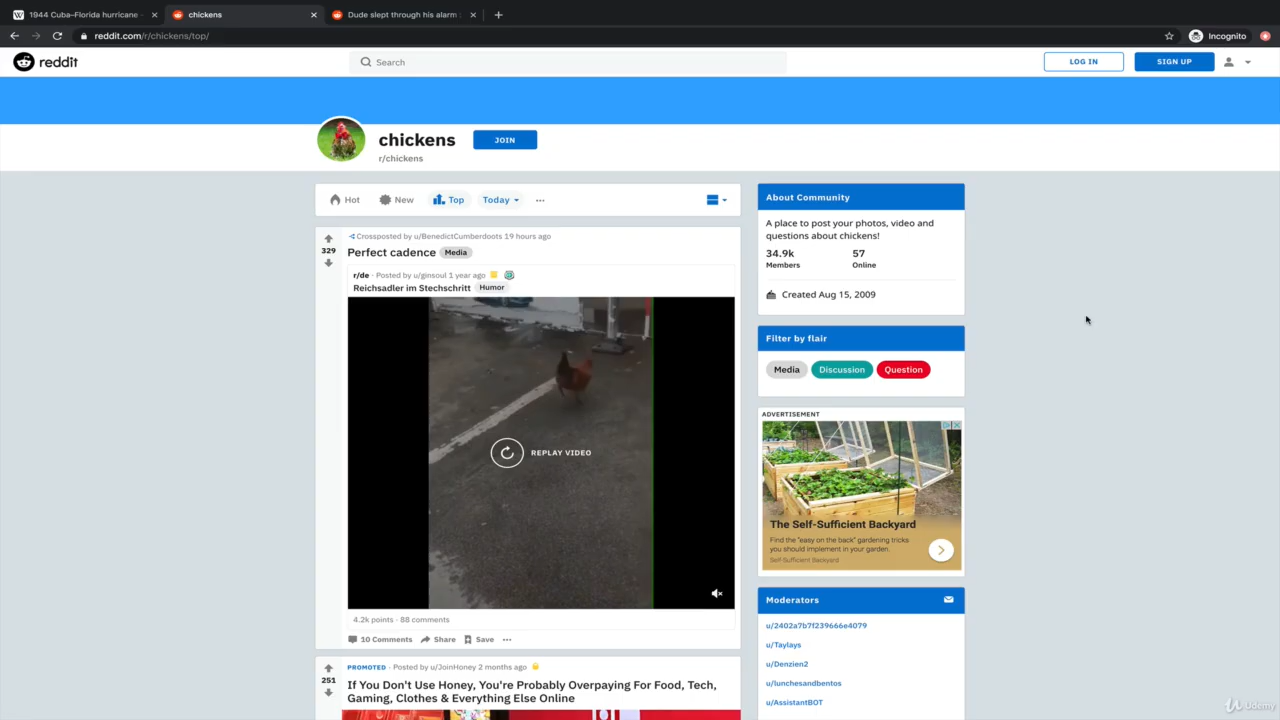 1944 Cuba–Florida hurricane -
chickens
Dude slept through his alarm
reddit.com/r/chickens/top/
Incognito
reddit
Search
LOG IN
SIGN UP
chickens
JOIN
r/chickens
Hot
New
Top
Today
329
Crossposted by u/BenedictCumberdoots 19 hours ago
Perfect cadence Media
r/de · Posted by u/ginsoul 1 year ago
Reichsadler im Stechschritt Humor
REPLAY VIDEO
4.2k points · 88 comments
10 Comments Share Save
251
PROMOTED · Posted by u/JoinHoney 2 months ago
If You Don't Use Honey, You're Probably Overpaying For Food, Tech,
Gaming, Clothes & Everything Else Online
About Community
A place to post your photos, video and
questions about chickens!
34.9k 57
Members Online
Created Aug 15, 2009
Filter by flair
Media Discussion Question
ADVERTISEMENT
The Self-Sufficient Backyard
Find the "easy on the back" gardening tricks
you should implement in your garden.
Self-Sufficient Backyard
Moderators
u/2402a7b7f239666e4079
u/Taylays
u/Denzien2
u/lunchesandbentos
u/AssistantBOT
Udemy